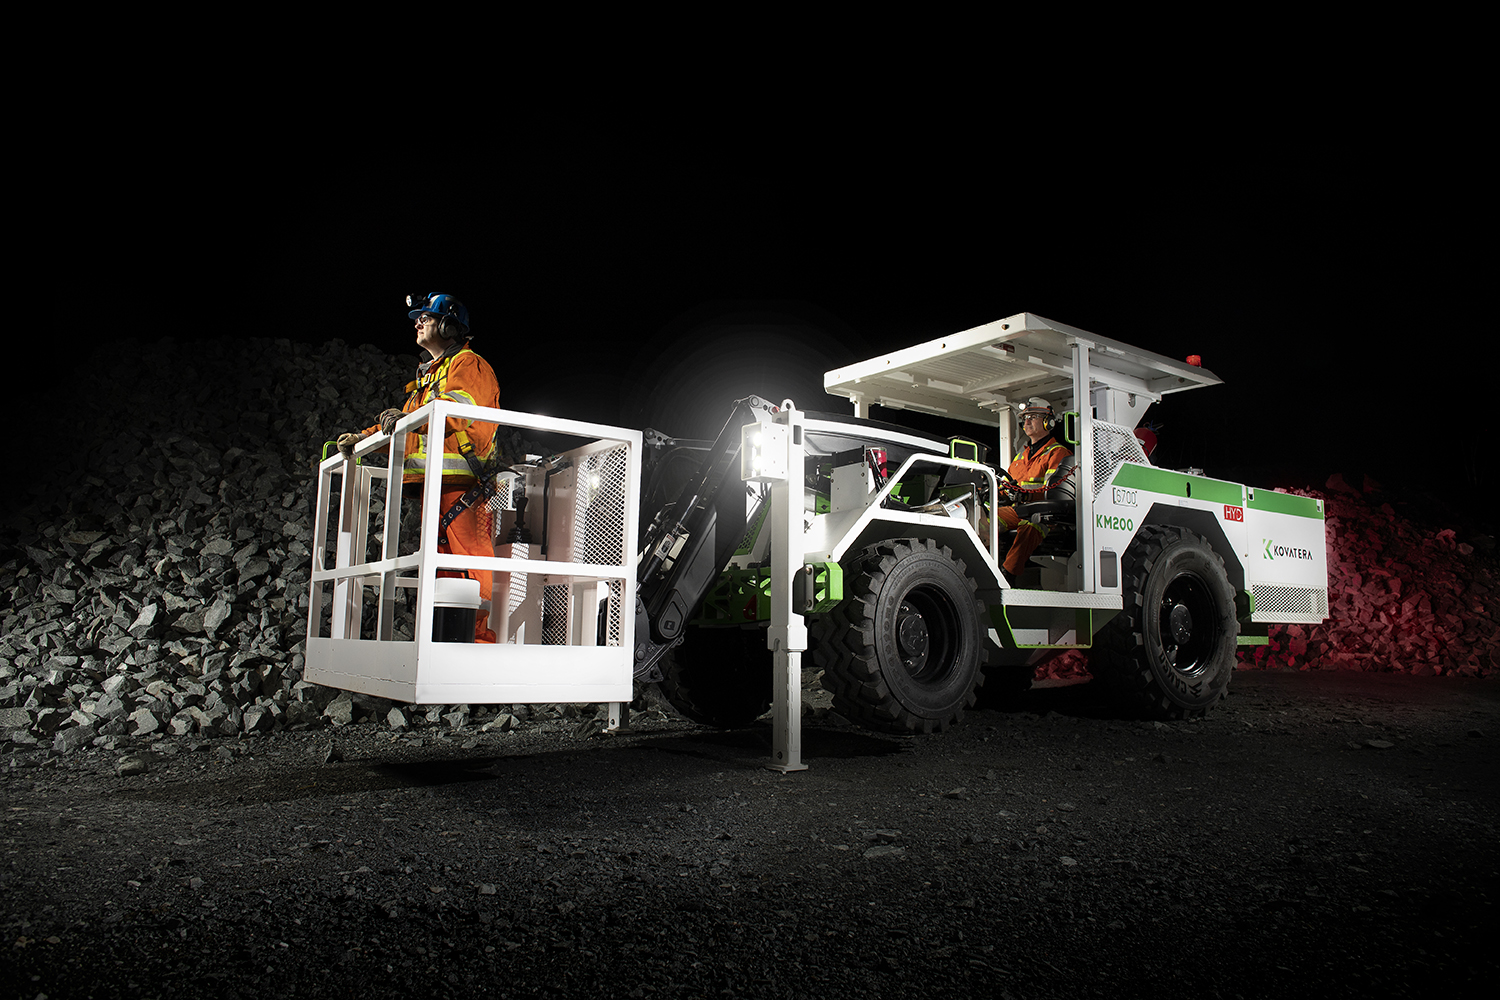 [6700]
KM200
HYD
KOVATERA